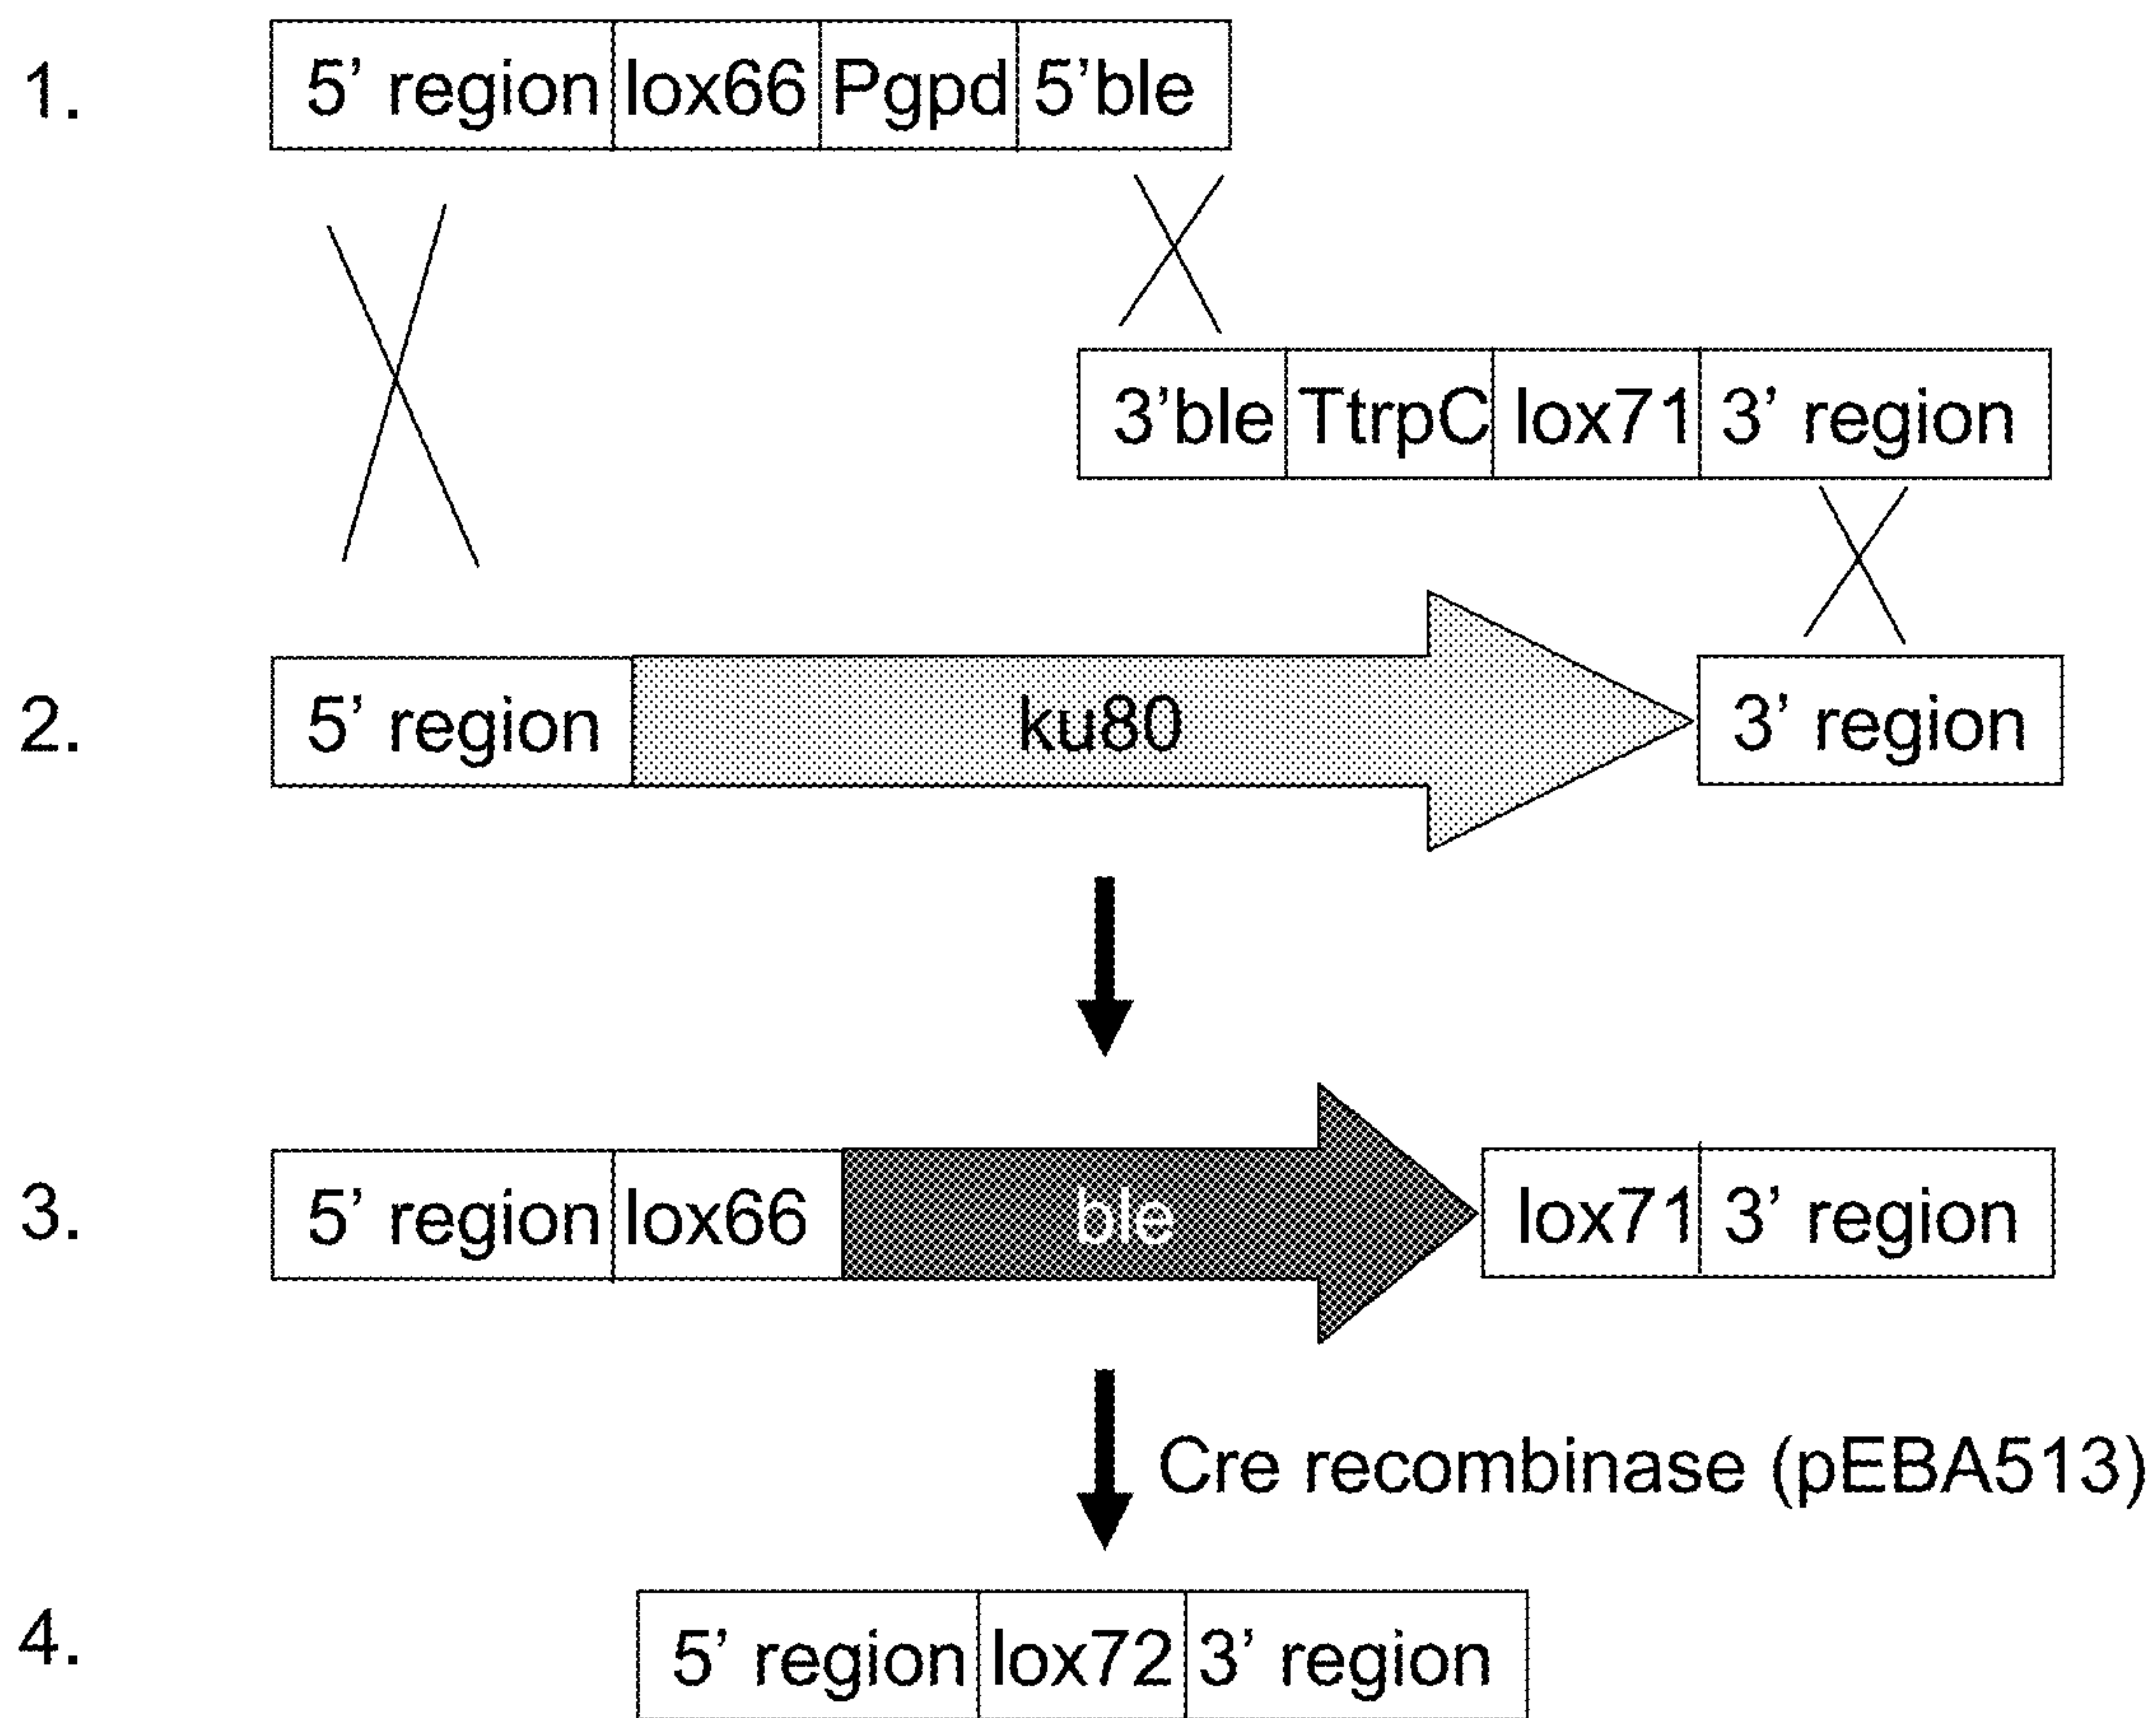 1. 5’ region lox66 Pgpd 5’ble
3’ble TtrpC lox71 3’ region
2. 5’ region ku80 3’ region
3. 5’ region lox66 ble lox71 3’ region
Cre recombinase (pEBA513)
4. 5’ region lox72 3’ region